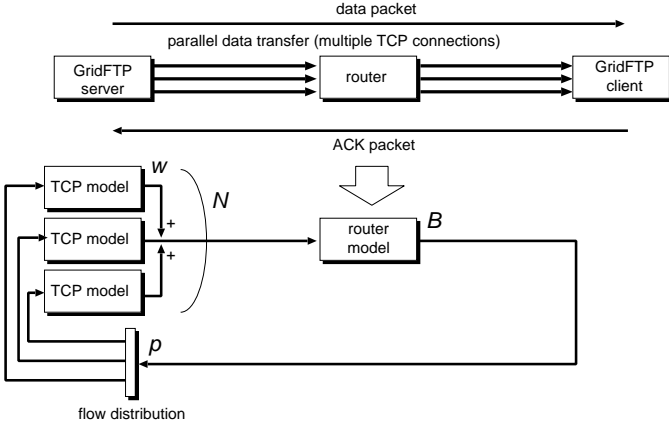 data packet
parallel data transfer (multiple TCP connections)
GridFTP
server
router
GridFTP
client
ACK packet
w
N
TCP model
+
TCP model
+
TCP model
router
model
B
p
flow distribution